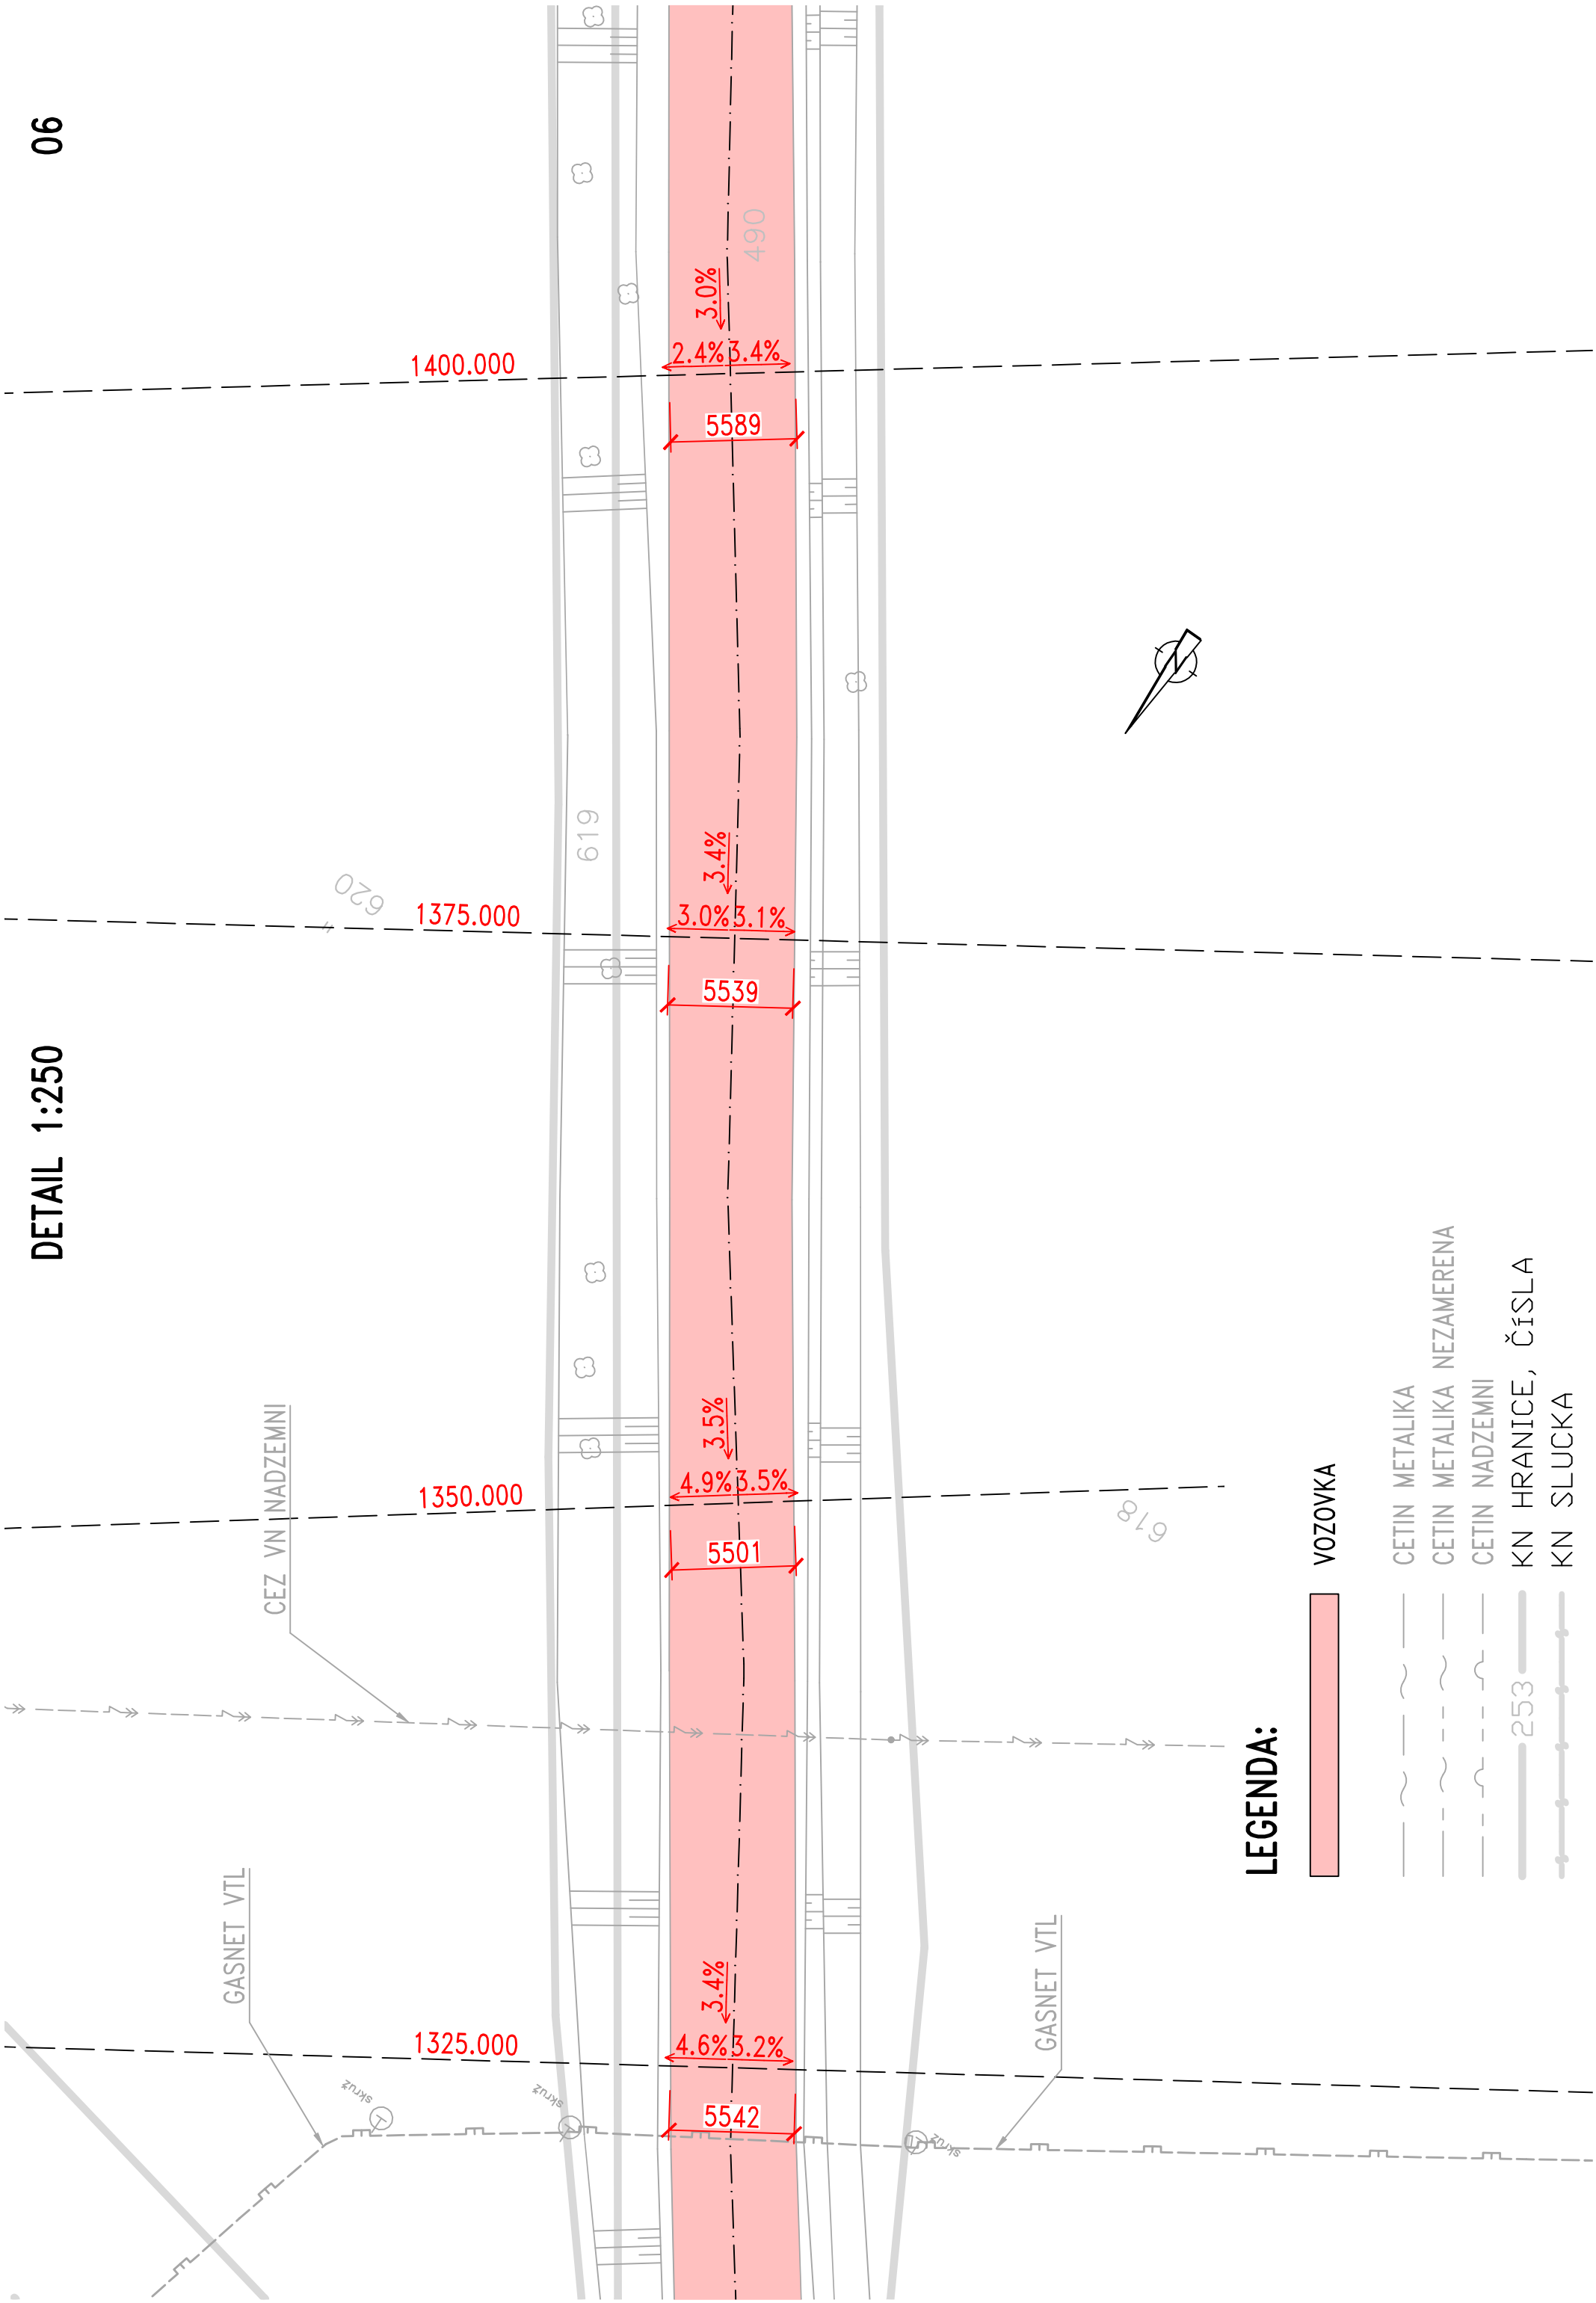 06
DETAIL 1:250
490
3.0%
1400.000
2.4% 3.4%
5589
619
620
3.4%
1375.000
3.0% 3.1%
5539
CEZ VN NADZEMNI
3.5%
1350.000
4.9% 3.5%
5501
618
GASNET VTL
3.4%
1325.000
4.6% 3.2%
5542
GASNET VTL
skruž
skruž
skruž
N
LEGENDA:
VOZOVKA
CETIN METALIKA
CETIN METALIKA NEZAMERENA
CETIN NADZEMNI
253 KN HRANICE, ČíSLA
KN SLUCKA